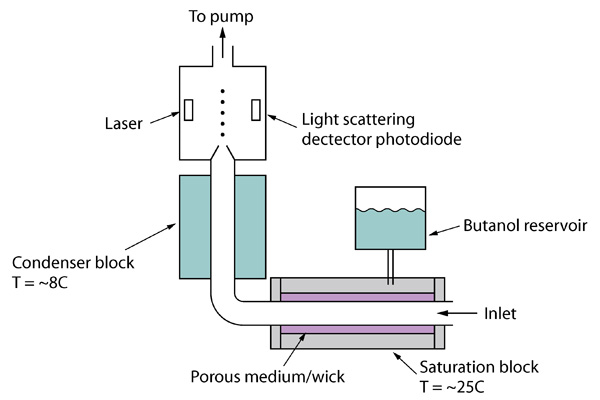 To pump
Laser
Light scattering
dectector photodiode
Butanol reservoir
Condenser block
T = ~8C
Inlet
Porous medium/wick
Saturation block
T = ~25C